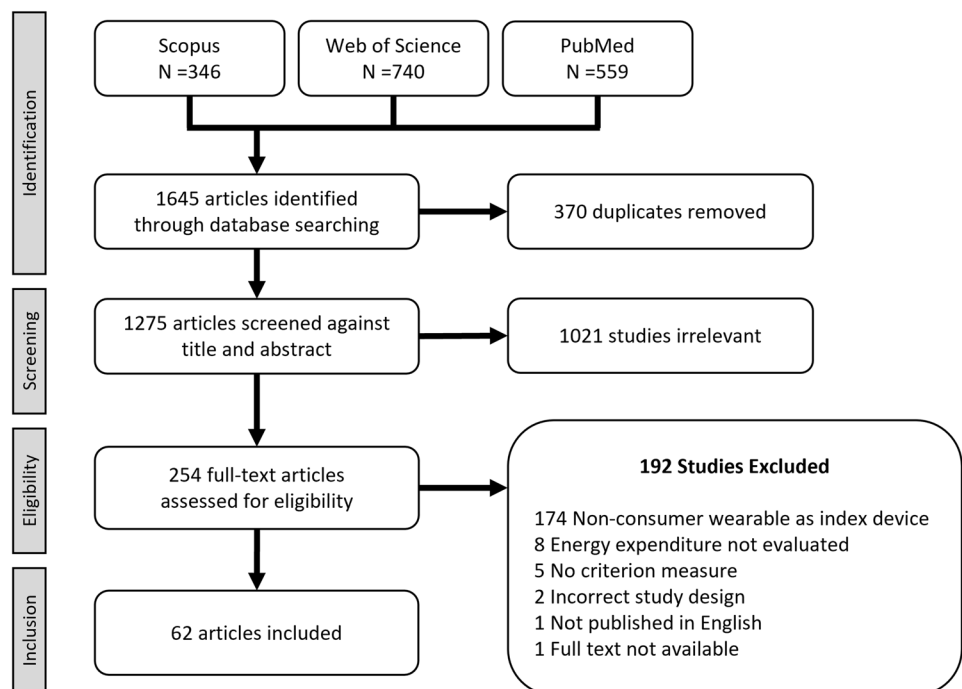 Identification
Scopus
N =346
Web of Science
N =740
PubMed
N =559
1645 articles identified
through database searching
370 duplicates removed
Screening
1275 articles screened against
title and abstract
1021 studies irrelevant
Eligibility
254 full-text articles
assessed for eligibility
192 Studies Excluded
174 Non-consumer wearable as index device
8 Energy expenditure not evaluated
5 No criterion measure
2 Incorrect study design
1 Not published in English
1 Full text not available
Inclusion
62 articles included